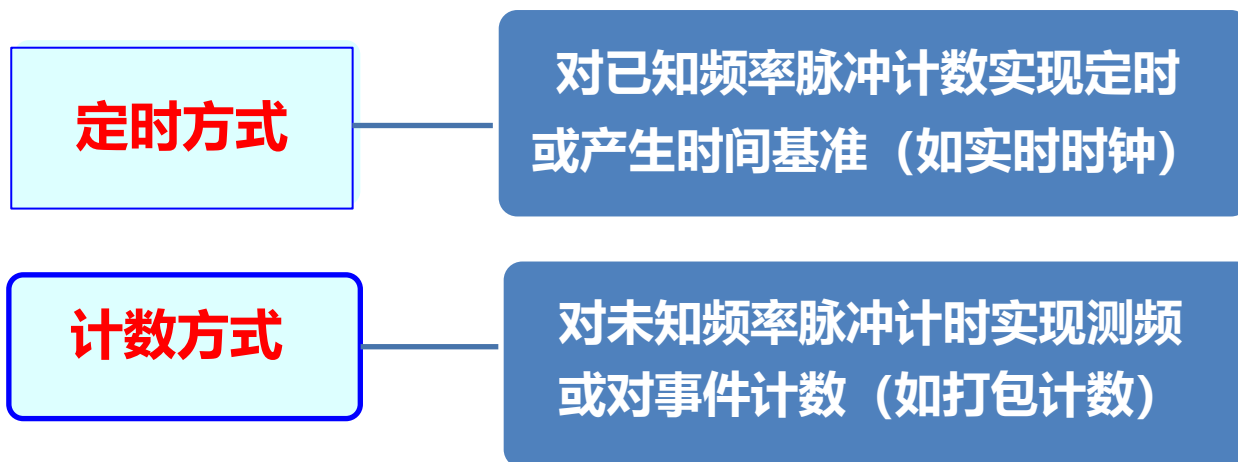 定时方式
对已知频率脉冲计数实现定时
或产生时间基准（如实时时钟）
计数方式
对未知频率脉冲计时实现测频
或对事件计数（如打包计数）